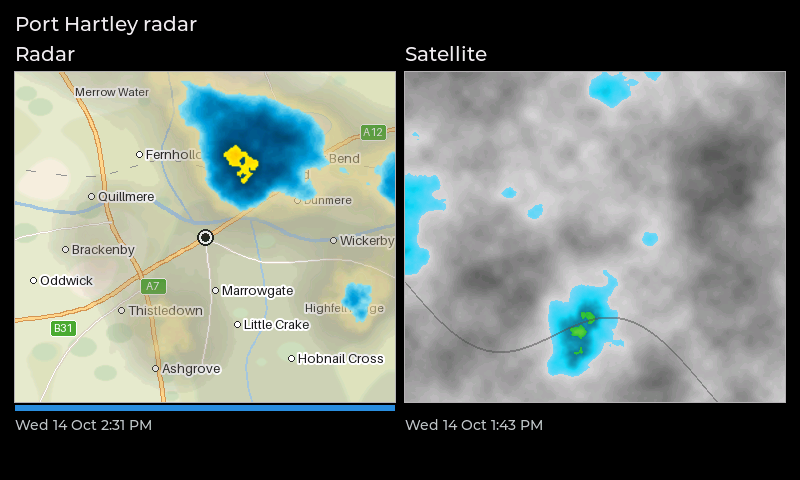 Port Hartley radar
Radar
Satellite
Merrow Water
A12
Bend
Quillmere
Dunmere
Wickerby
Brackenby
Oddwick
A7
Marrowgate
Thistledown
B31
Little Crake
Hobnail Cross
Ashgrove
Wed 14 Oct 2:31 PM
Wed 14 Oct 1:43 PM